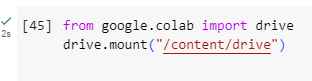 [45] from google.colab import drive
drive.mount("/content/drive")
2s